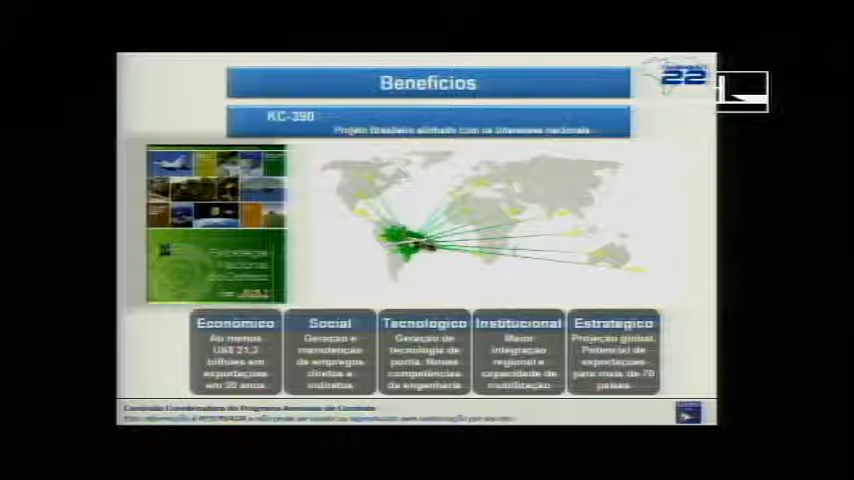 Benefícios
22
KC-390
Projeto Brasileiro alinhado com os interesses nacionais
Econômico
Ao menos
US$ 21,3
bilhões em
exportações
em 20 anos
Social
Geração e
manutenção
de empregos
diretos e
indiretos
Tecnológico
Geração de
tecnologia de
ponta. Novas
competências
de engenharia
Institucional
Maior
integração
regional e
capacidade de
mobilização
Estratégico
Projeção global.
Potencial de
exportações
para mais de 70
países.